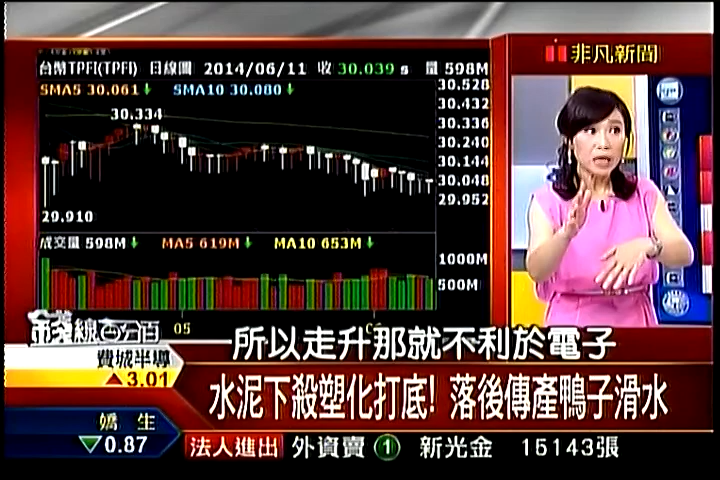 非凡新聞
台幣TPFI(TPFI) 日線圖 2014/06/11 收 30.039 s 量 598M
SMA5 30.061↓ SMA10 30.080↓
30.528
30.432
30.336
30.240
30.144
30.048
29.952
30.334
29.910
成交量 598M↓ MA5 619M↓ MA10 653M↓
1000M
500M
05
錢線百分百
所以走升那就不利於電子
費城半導
▲3.01
水泥下殺塑化打底! 落後傳產鴨子滑水
嬌生
▽0.87
法人進出 外資賣 1 新光金 15143張